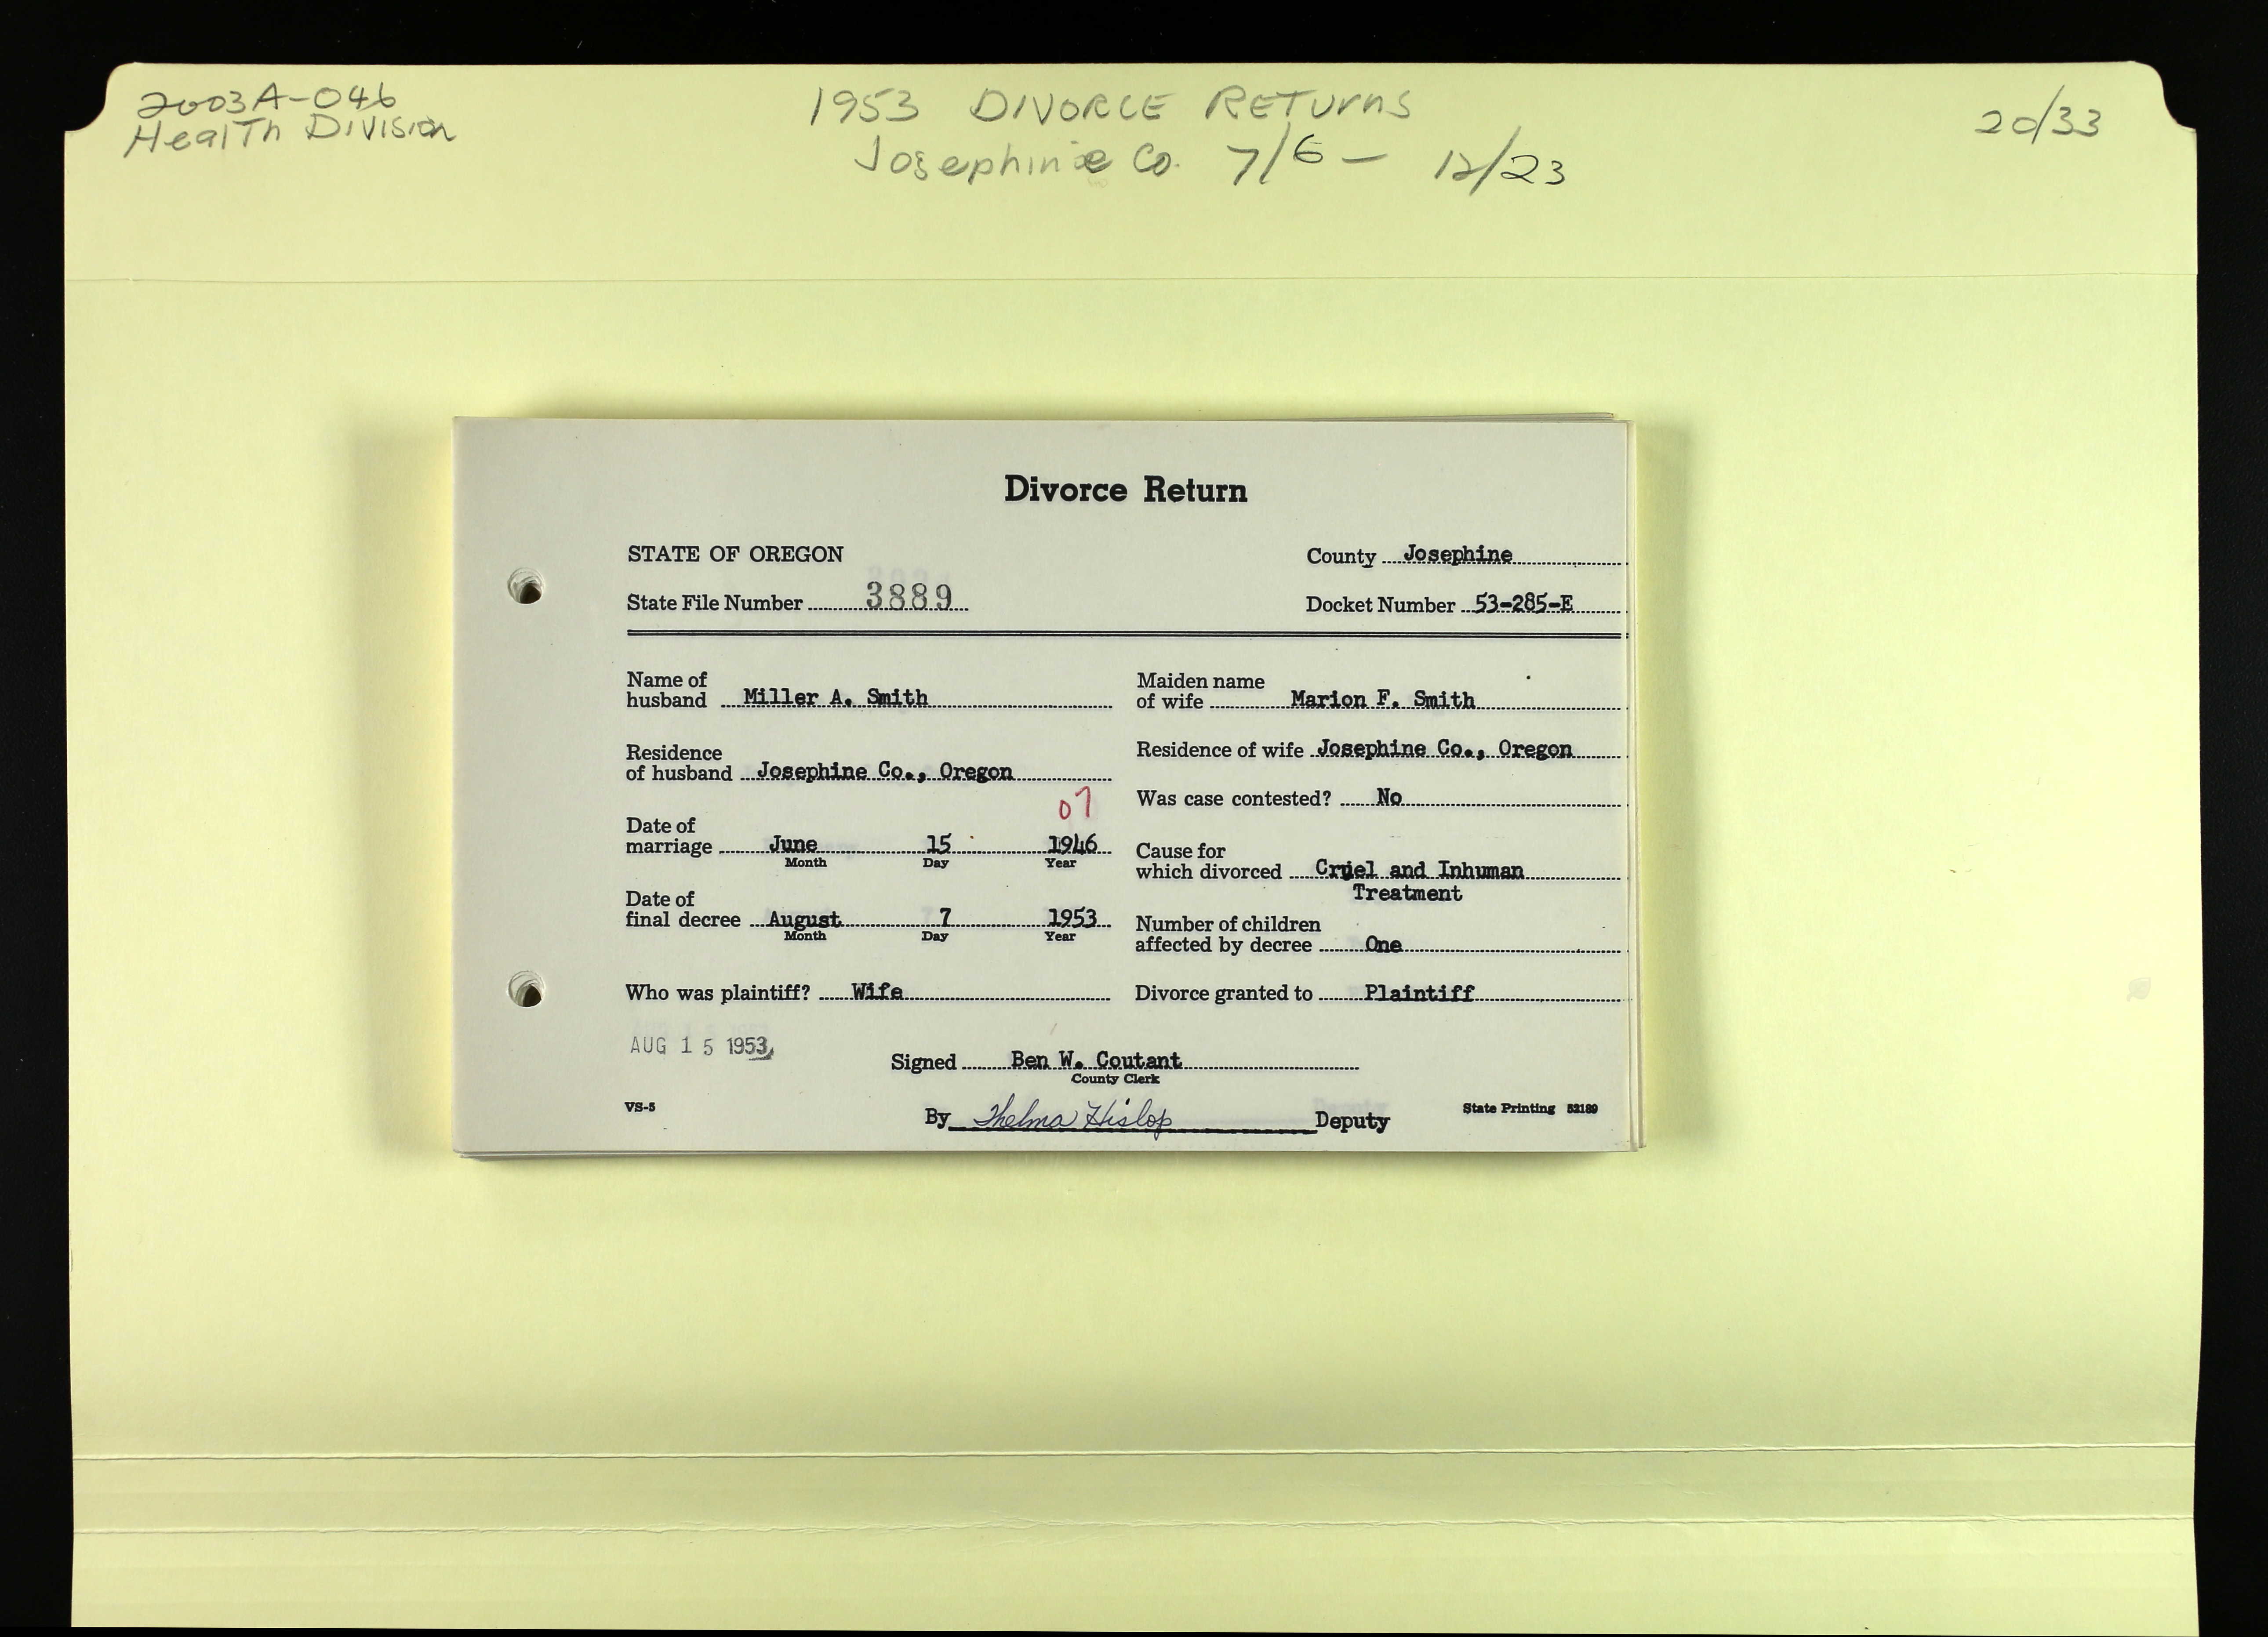 2003A-046
Health Division
1953 DIVORCE RETURNS
Josephine Co. 7/6 - 12/23
20/33
Divorce Return
STATE OF OREGON
County Josephine
State File Number 3889
Docket Number 53-285-E
Name of
husband Miller A. Smith
Maiden name
of wife Marion F. Smith
Residence
of husband Josephine Co., Oregon
Residence of wife Josephine Co., Oregon
07
Was case contested? No
Date of
marriage June 15 1946
Month Day Year
Cause for
which divorced Cruel and Inhuman
Treatment
Date of
final decree August 7 1953
Month Day Year
Number of children
affected by decree One
Who was plaintiff? Wife
Divorce granted to Plaintiff
AUG 15 1953
Signed Ben W. Coutant
County Clerk
VS-5
By Thelma Hislop Deputy
State Printing 52189